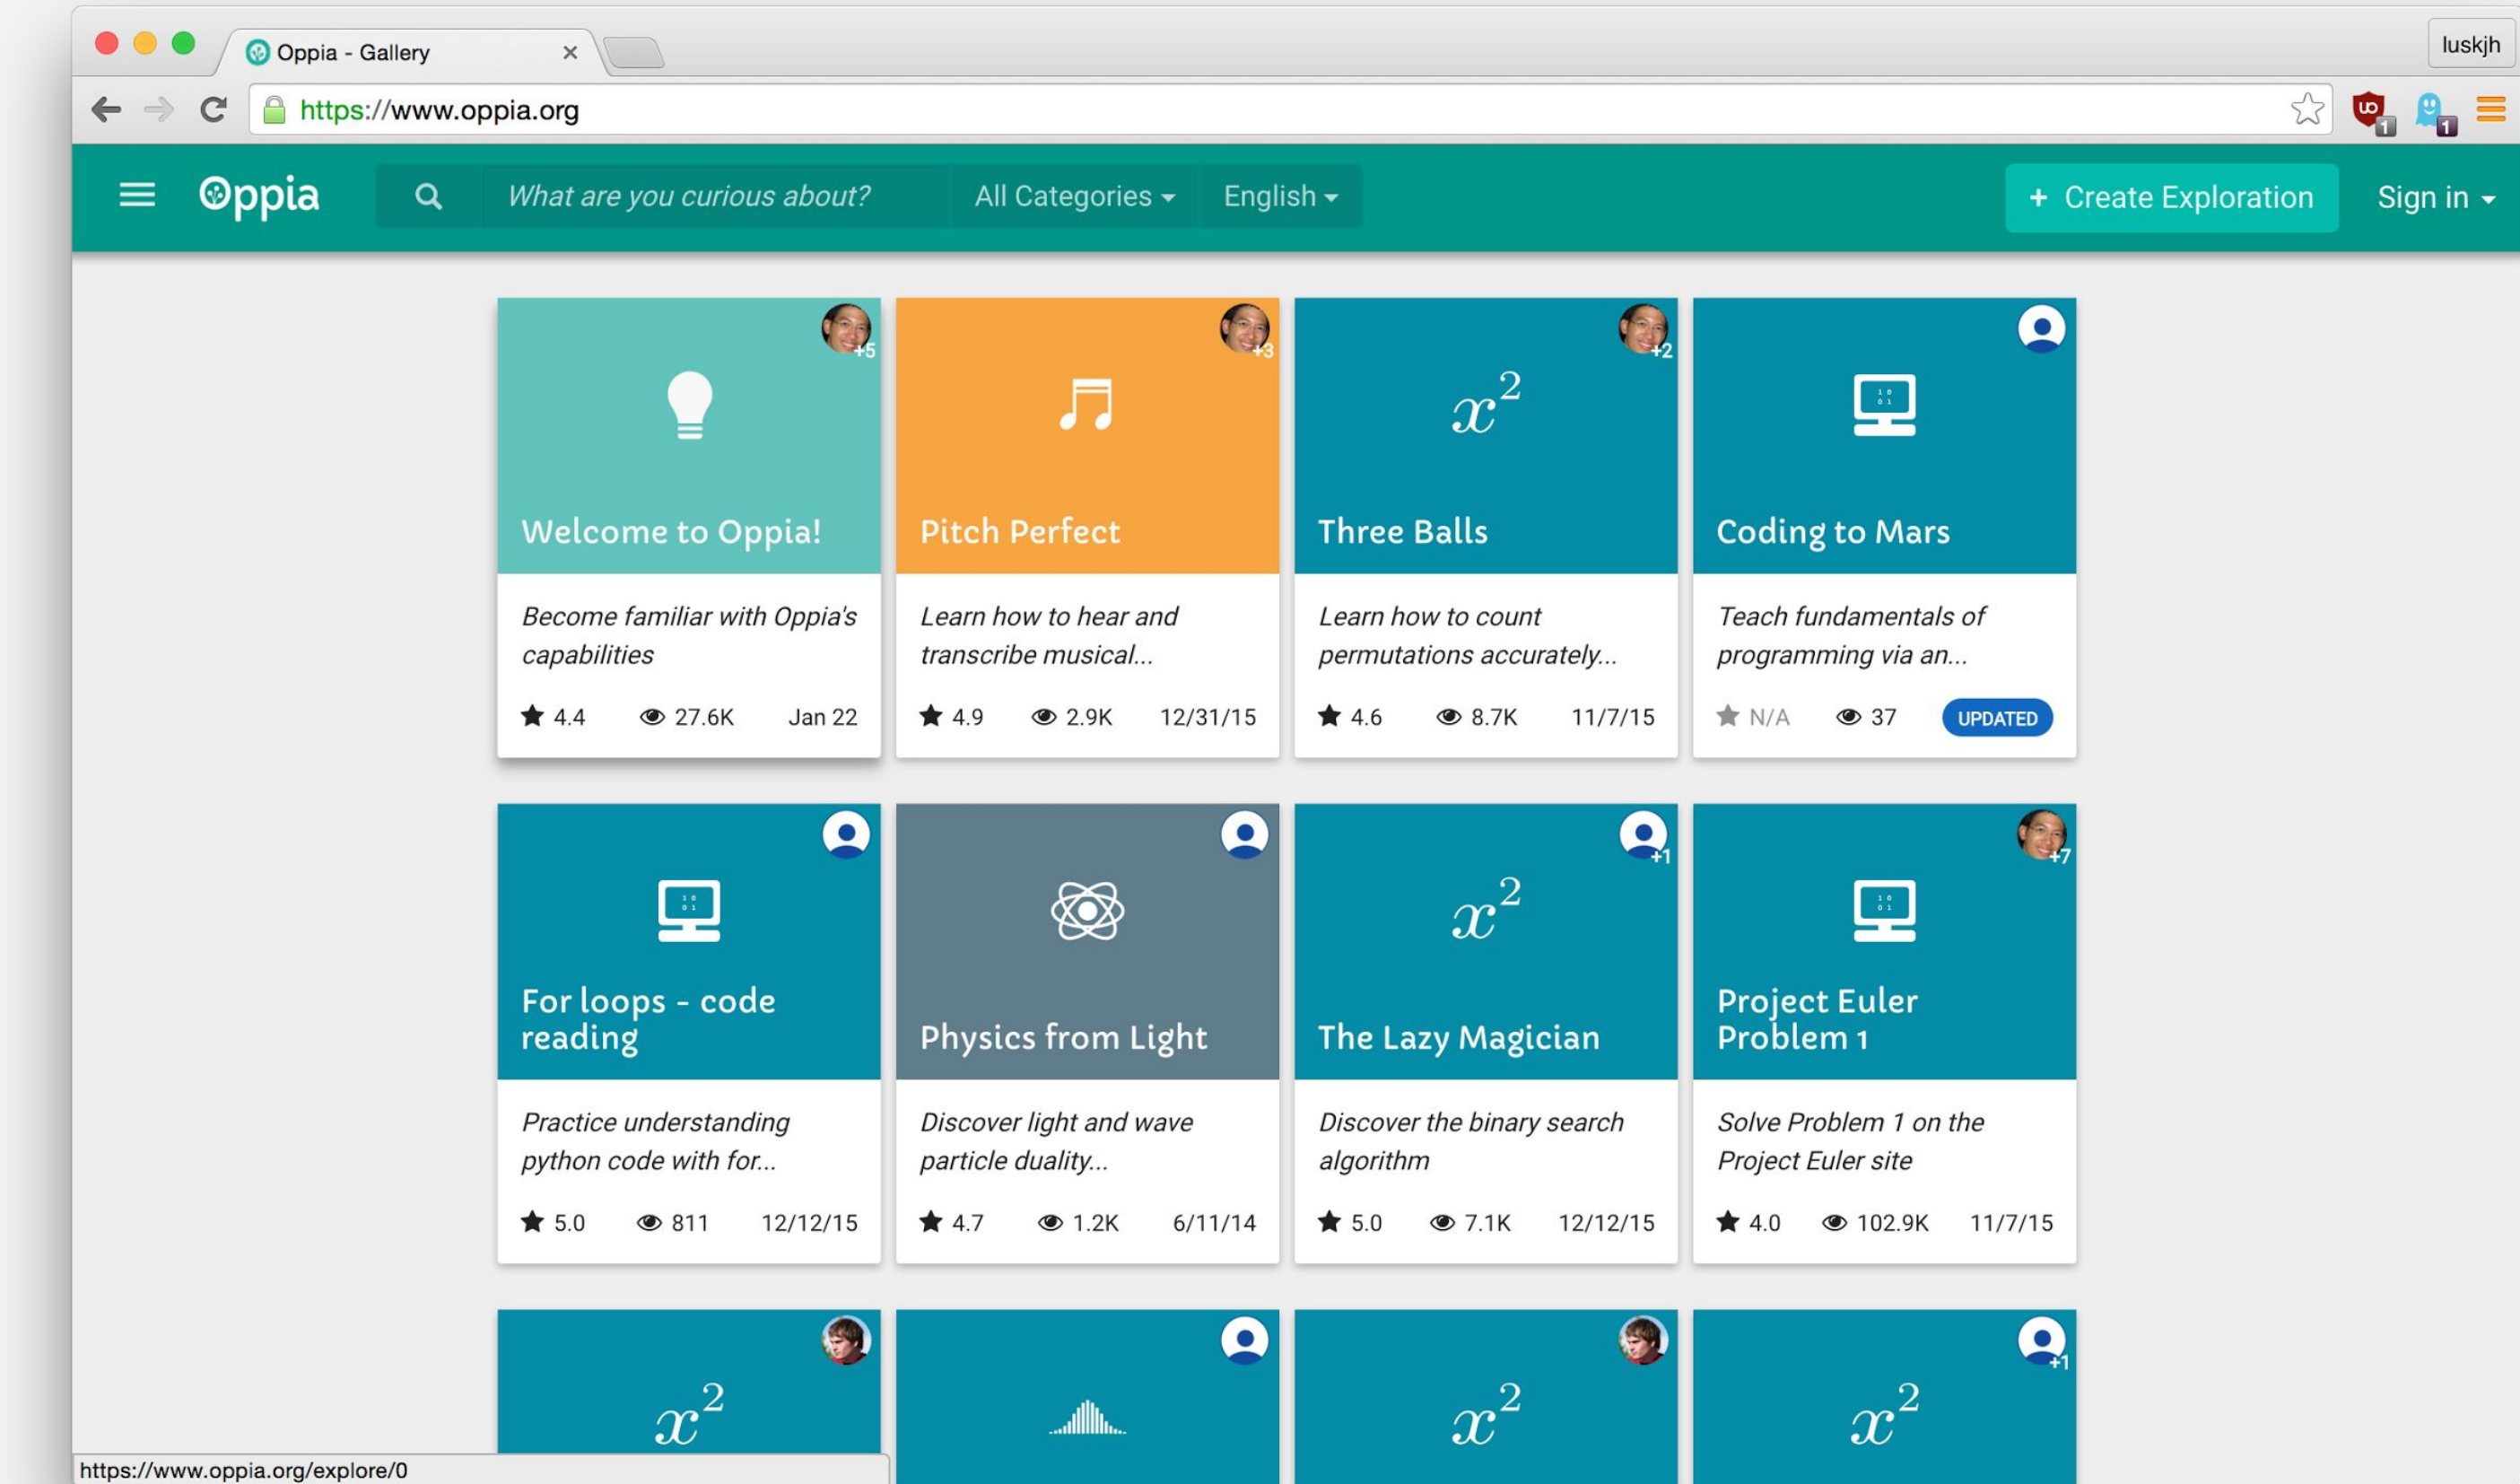 Oppia - Gallery ×
luskjh
https://www.oppia.org
1 1
Oppia What are you curious about? All Categories English + Create Exploration Sign in
+5 +3 +2
x² 
Welcome to Oppia! Pitch Perfect Three Balls Coding to Mars
Become familiar with Oppia's Learn how to hear and Learn how to count Teach fundamentals of
capabilities transcribe musical... permutations accurately... programming via an...
4.4 27.6K Jan 22 4.9 2.9K 12/31/15 4.6 8.7K 11/7/15 N/A 37 UPDATED
+1 +7
x²
For loops - code Project Euler
reading Physics from Light The Lazy Magician Problem 1
Practice understanding Discover light and wave Discover the binary search Solve Problem 1 on the
python code with for... particle duality... algorithm Project Euler site
5.0 811 12/12/15 4.7 1.2K 6/11/14 5.0 7.1K 12/12/15 4.0 102.9K 11/7/15
+1
x² x² x²
https://www.oppia.org/explore/0